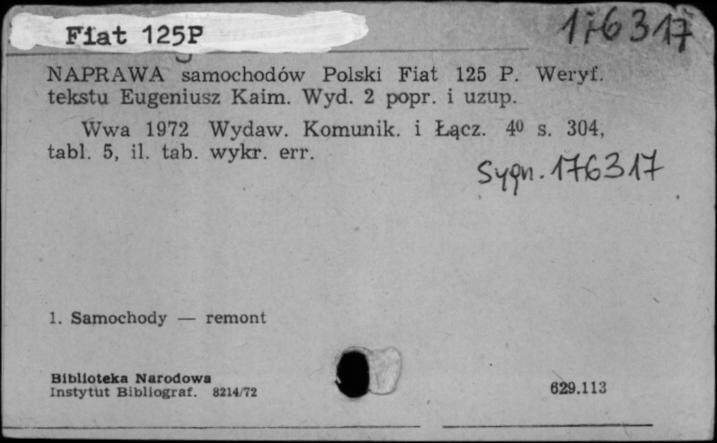 Fiat 125P 176317
NAPRAWA samochodów Polski Fiat 125 P. Weryf.
tekstu Eugeniusz Kaim. Wyd. 2 popr. i uzup.
Wwa 1972 Wydaw. Komunik. i Łącz. 4⁰ s. 304,
tabl. 5, il. tab. wykr. err.
Sygn. 176317
1. Samochody — remont
Biblioteka Narodowa
Instytut Bibliograf. 8214/72 629.113